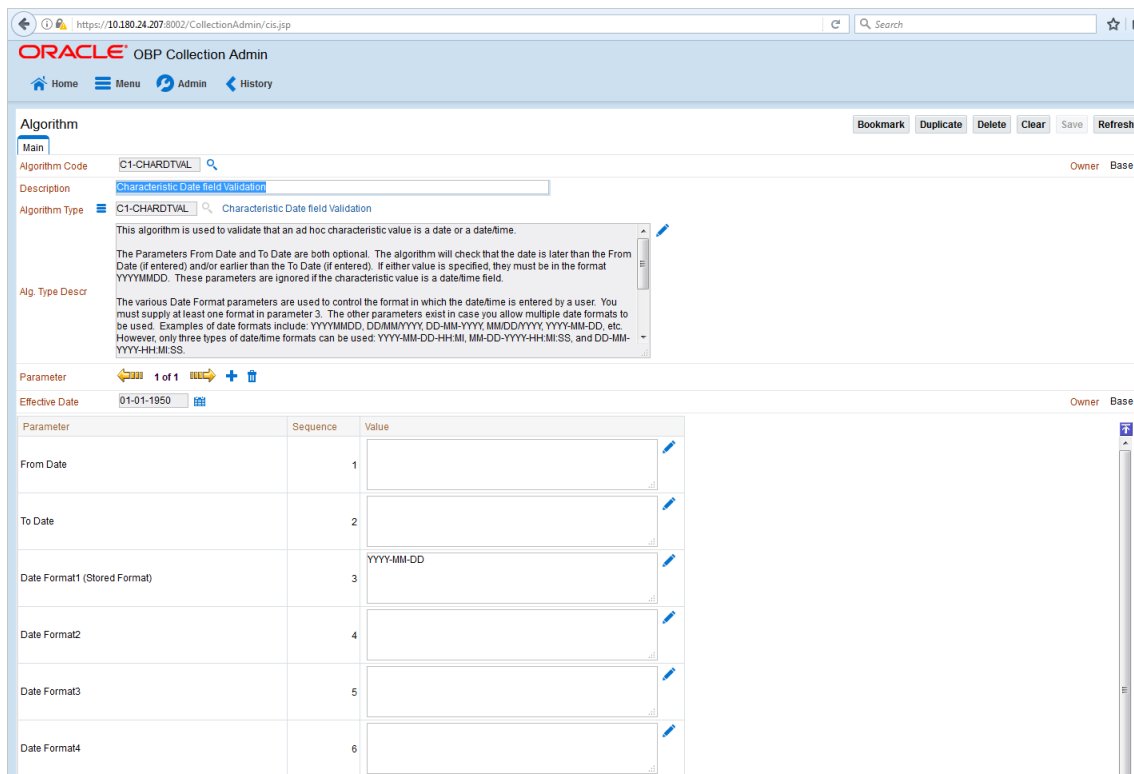 https://10.180.24.207:8002/CollectionAdmin/cis.jsp
Search
ORACLE® OBP Collection Admin
Home Menu Admin History
Algorithm
Bookmark Duplicate Delete Clear Save Refresh
Main
Algorithm Code C1-CHARDTVAL Owner Base
Description Characteristic Date field Validation
Algorithm Type C1-CHARDTVAL Characteristic Date field Validation
This algorithm is used to validate that an ad hoc characteristic value is a date or a date/time.
The Parameters From Date and To Date are both optional. The algorithm will check that the date is later than the From
Date (if entered) and/or earlier than the To Date (if entered). If either value is specified, they must be in the format
YYYYMMDD. These parameters are ignored if the characteristic value is a date/time field.
Alg. Type Descr
The various Date Format parameters are used to control the format in which the date/time is entered by a user. You
must supply at least one format in parameter 3. The other parameters exist in case you allow multiple date formats to
be used. Examples of date formats include: YYYYMMDD, DD/MM/YYYY, DD-MM-YYYY, MM/DD/YYYY, YYYY-MM-DD, etc.
However, only three types of date/time formats can be used: YYYY-MM-DD-HH:MI, MM-DD-YYYY-HH:MI:SS, and DD-MM-
YYYY-HH:MI:SS.
Parameter 1 of 1
Effective Date 01-01-1950 Owner Base
Parameter Sequence Value
From Date 1
To Date 2
YYYY-MM-DD
Date Format1 (Stored Format) 3
Date Format2 4
Date Format3 5
Date Format4 6